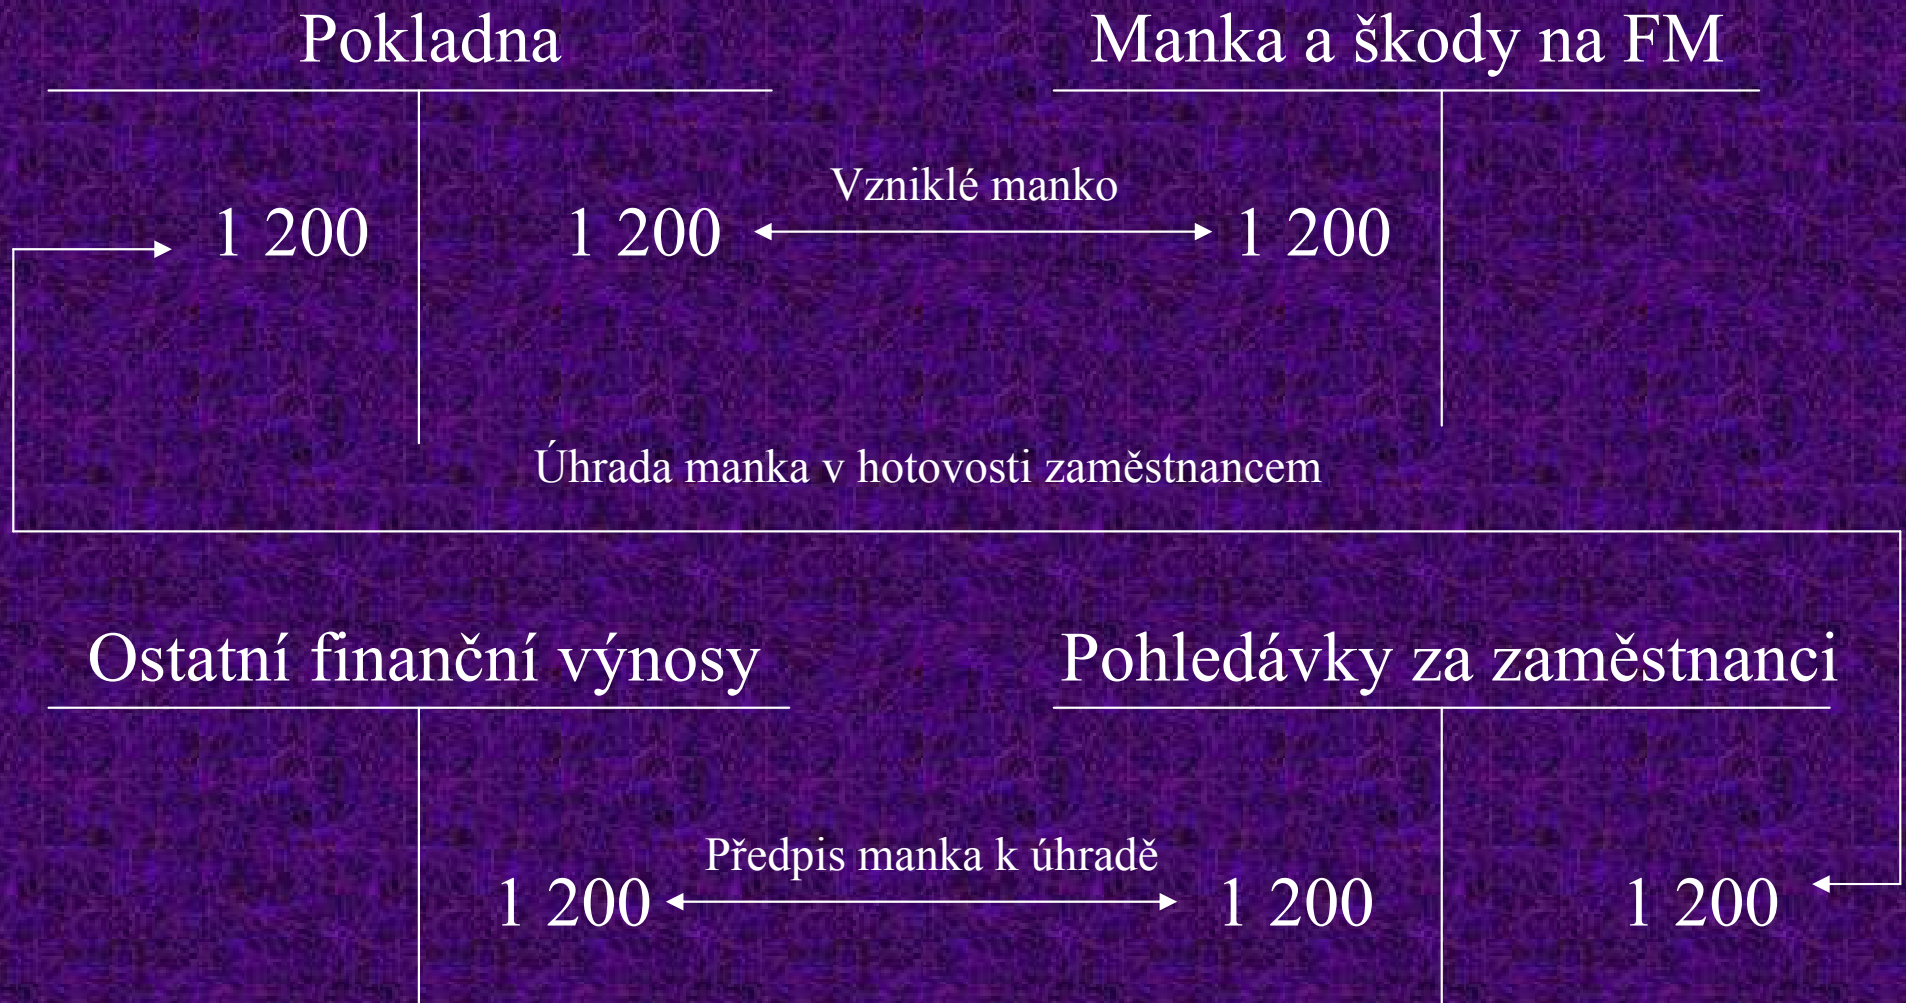 Pokladna
Manka a škody na FM
Vzniklé manko
1 200
1 200
1 200
Úhrada manka v hotovosti zaměstnancem
Ostatní finanční výnosy
Pohledávky za zaměstnanci
Předpis manka k úhradě
1 200
1 200
1 200